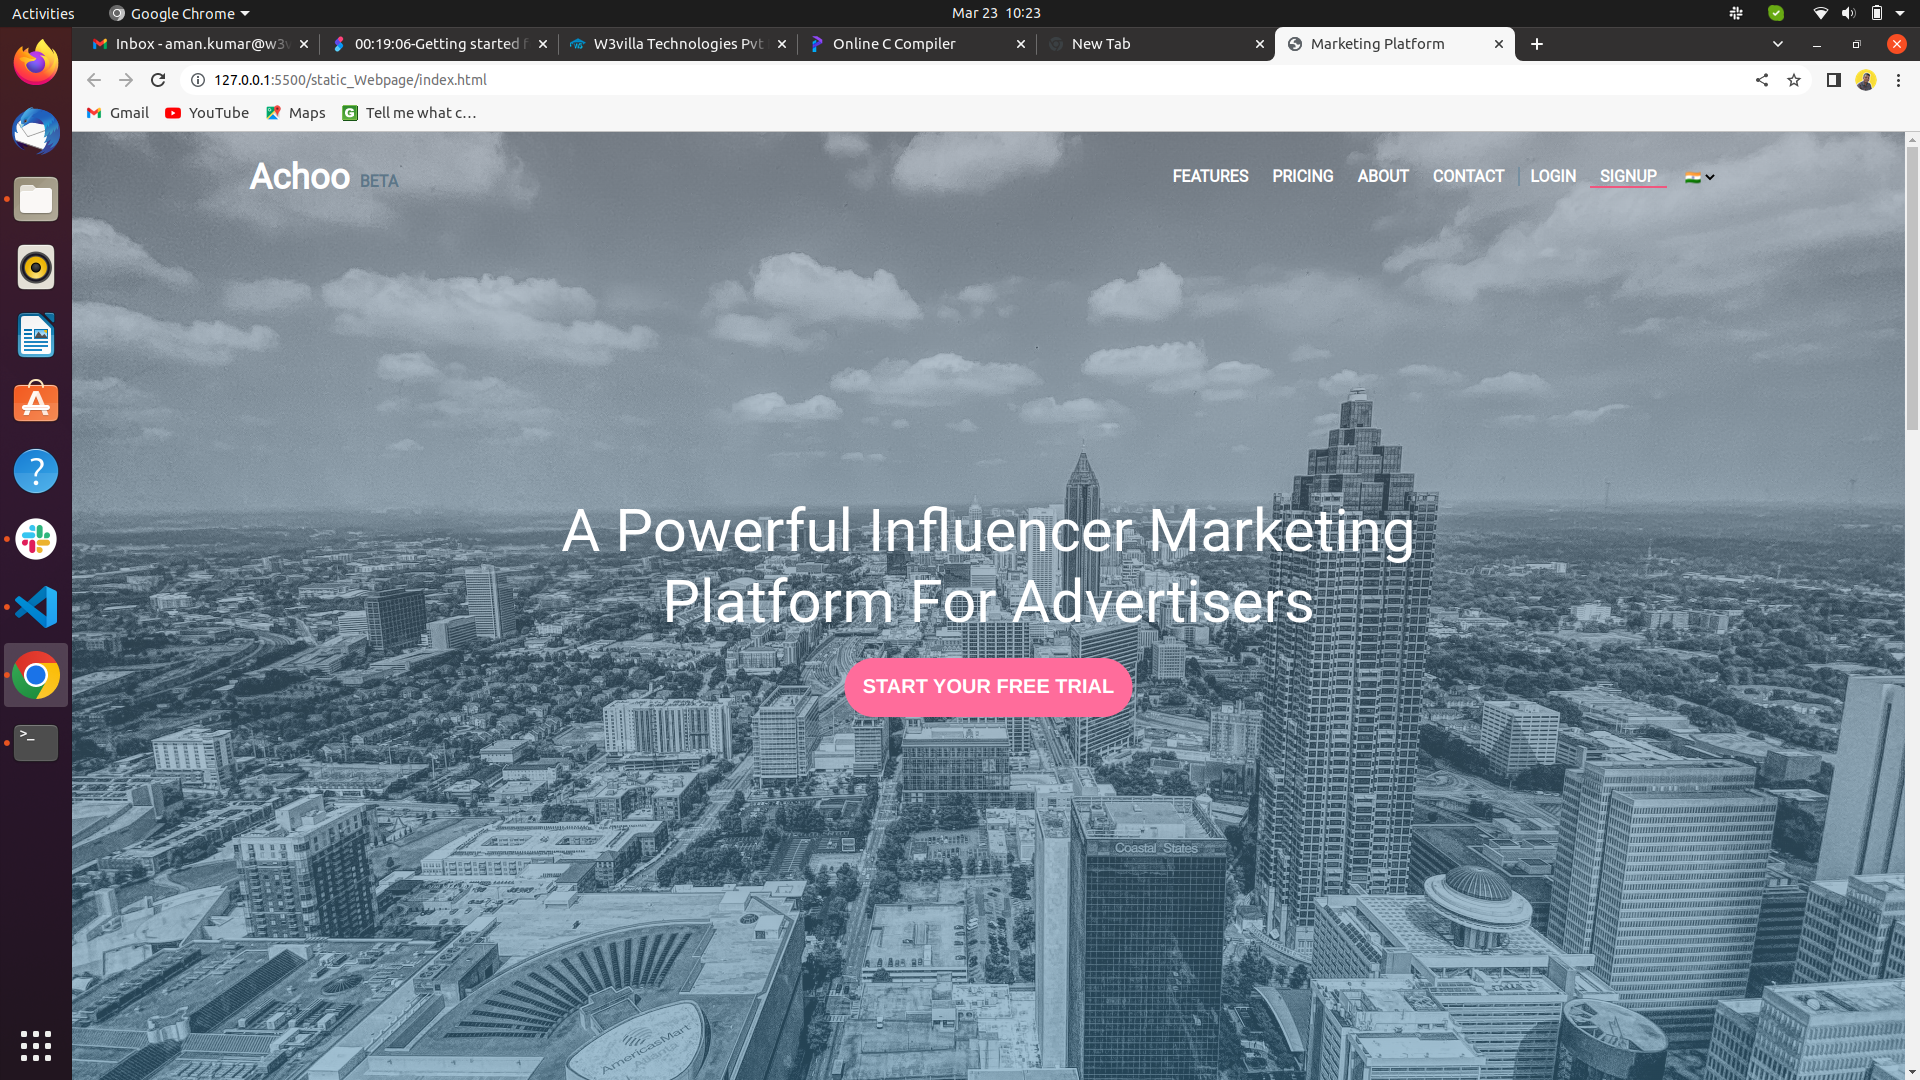 Activities
Google Chrome
Mar 23 10:23
Inbox - aman.kumar@w3v
00:19:06-Getting started f
W3villa Technologies Pvt
Online C Compiler
New Tab
Marketing Platform
127.0.0.1:5500/static_Webpage/index.html
Gmail
YouTube
Maps
Tell me what c...
Achoo BETA
FEATURES
PRICING
ABOUT
CONTACT
LOGIN
SIGNUP
A Powerful Influencer Marketing
Platform For Advertisers
START YOUR FREE TRIAL
Coastal States
AmericasMart
Atlanta